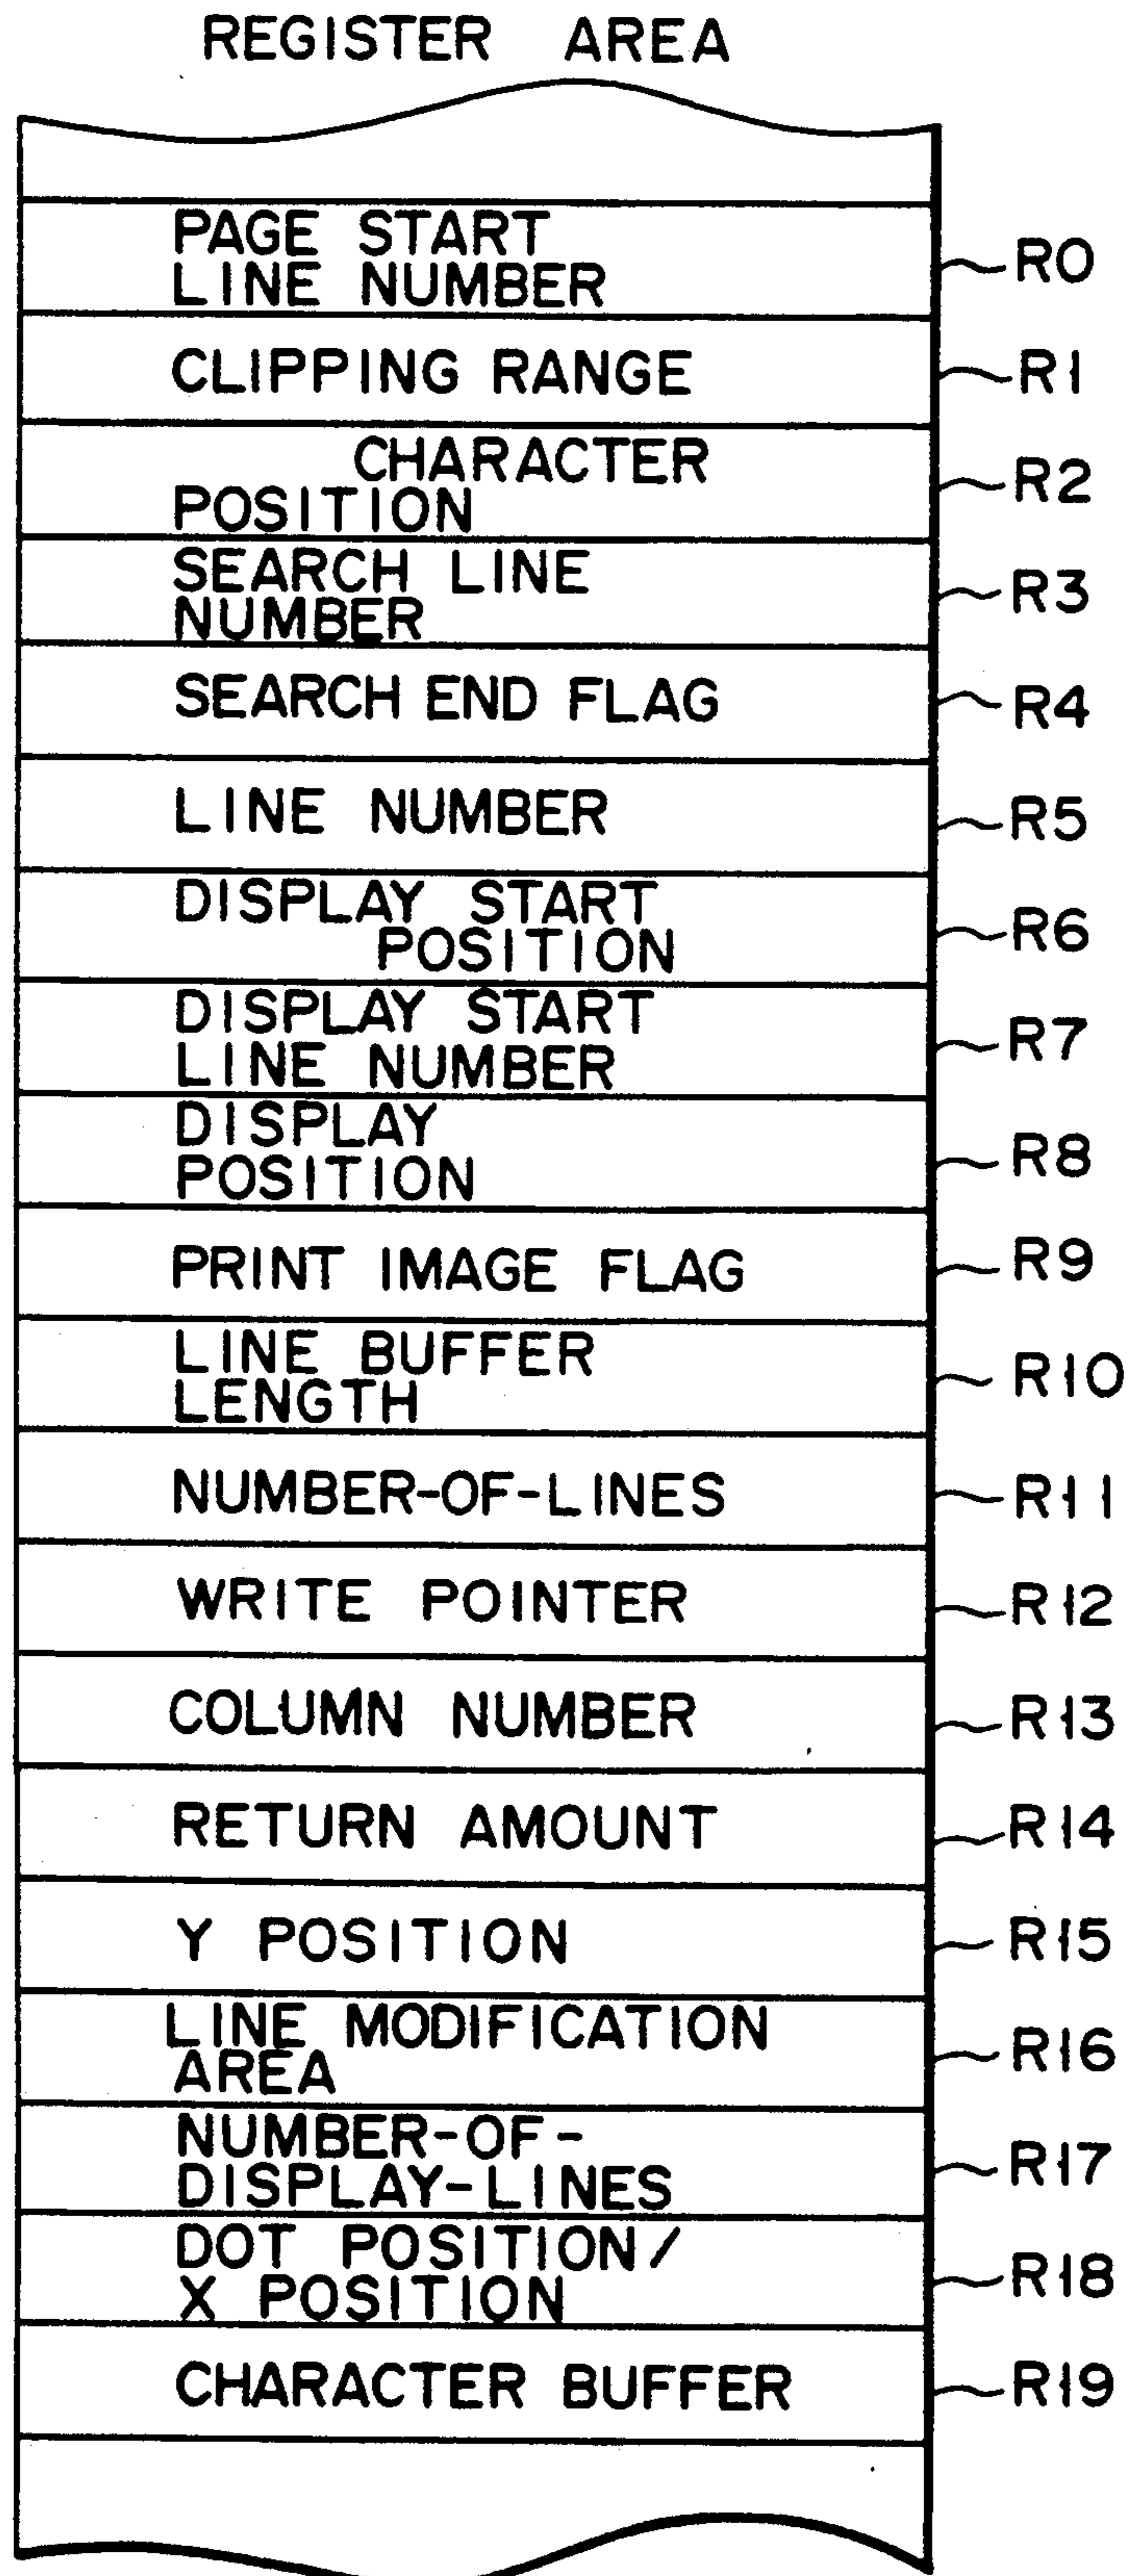 REGISTER AREA
PAGE START
LINE NUMBER
R0
CLIPPING RANGE
R1
CHARACTER
POSITION
R2
SEARCH LINE
NUMBER
R3
SEARCH END FLAG
R4
LINE NUMBER
R5
DISPLAY START
POSITION
R6
DISPLAY START
LINE NUMBER
R7
DISPLAY
POSITION
R8
PRINT IMAGE FLAG
R9
LINE BUFFER
LENGTH
R10
NUMBER-OF-LINES
R11
WRITE POINTER
R12
COLUMN NUMBER
R13
RETURN AMOUNT
R14
Y POSITION
R15
LINE MODIFICATION
AREA
R16
NUMBER-OF-
DISPLAY-LINES
R17
DOT POSITION/
X POSITION
R18
CHARACTER BUFFER
R19